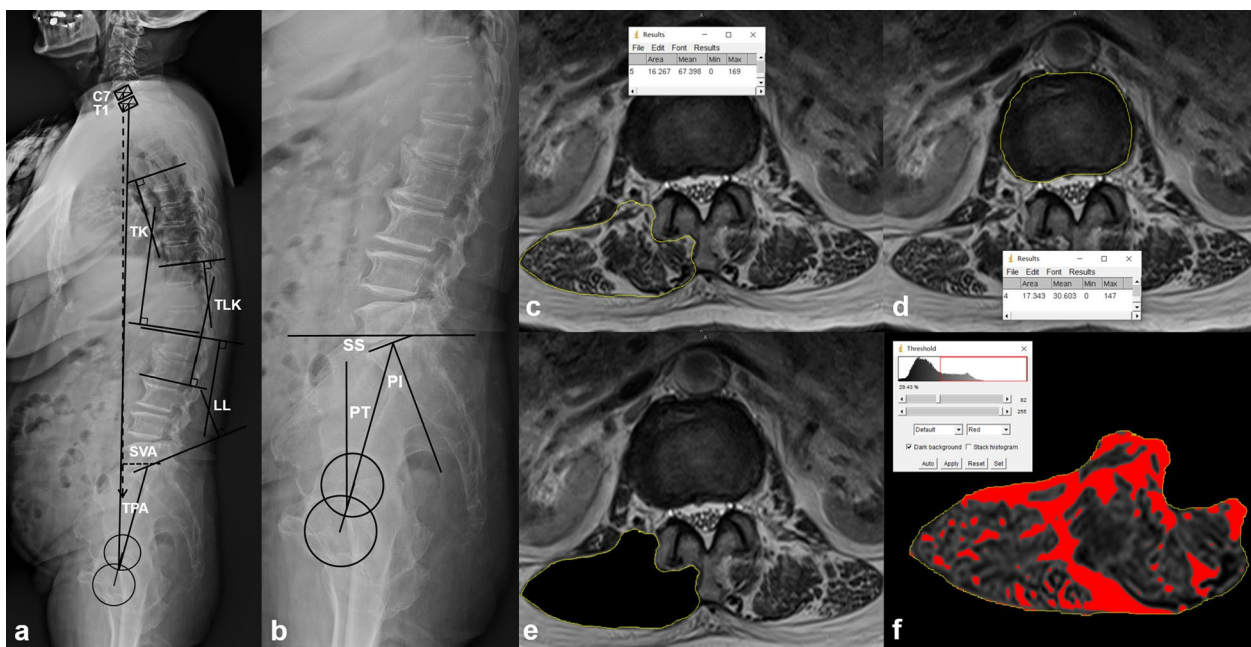 C7
T1
TK
TLK
LL
SVA
TPA
a
SS
PI
PT
b
A
Results
File Edit Font Results
Area Mean Min Max
5 16.267 67.398 0 169
c
A
Results
File Edit Font Results
Area Mean Min Max
4 17.343 30.603 0 147
d
A
e
Threshold
29.43 %
82
255
Default Red
Dark background Stack histogram
Auto Apply Reset Set
f